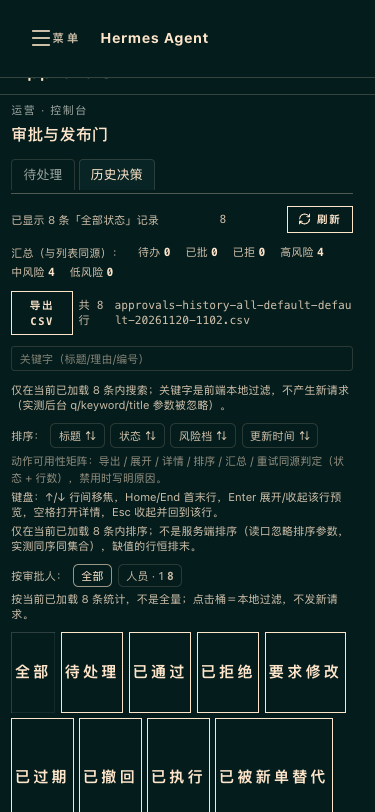 菜单
Hermes Agent
运营 · 控制台
审批与发布门
待处理
历史决策
已显示 8 条「全部状态」记录
8
刷新
汇总（与列表同源）： 待办 0 已批 0 已拒 0 高风险 4
中风险 4 低风险 0
导出
CSV
共 8
行
approvals-history-all-default-defau
lt-20261120-1102.csv
关键字（标题/理由/编号）
仅在当前已加载 8 条内搜索；关键字是前端本地过滤，不产生新请求
（实测后台 q/keyword/title 参数被忽略）。
排序： 标题 ⇅ 状态 ⇅ 风险档 ⇅ 更新时间 ⇅
动作可用性矩阵：导出 / 展开 / 详情 / 排序 / 汇总 / 重试同源判定（状
态 + 行数），禁用时写明原因。
键盘：↑/↓ 行间移焦，Home/End 首末行，Enter 展开/收起该行预
览，空格打开详情，Esc 收起并回到该行。
仅在当前已加载 8 条内排序；不是服务端排序（读口忽略排序参数，
实测同序同集合），缺值的行恒排末。
按审批人： 全部 人员 · 1 8
按当前已加载 8 条统计，不是全量；点击桶＝本地过滤，不发新请
求。
全部
待处理
已通过
已拒绝
要求修改
已过期
已撤回
已执行
已被新单替代